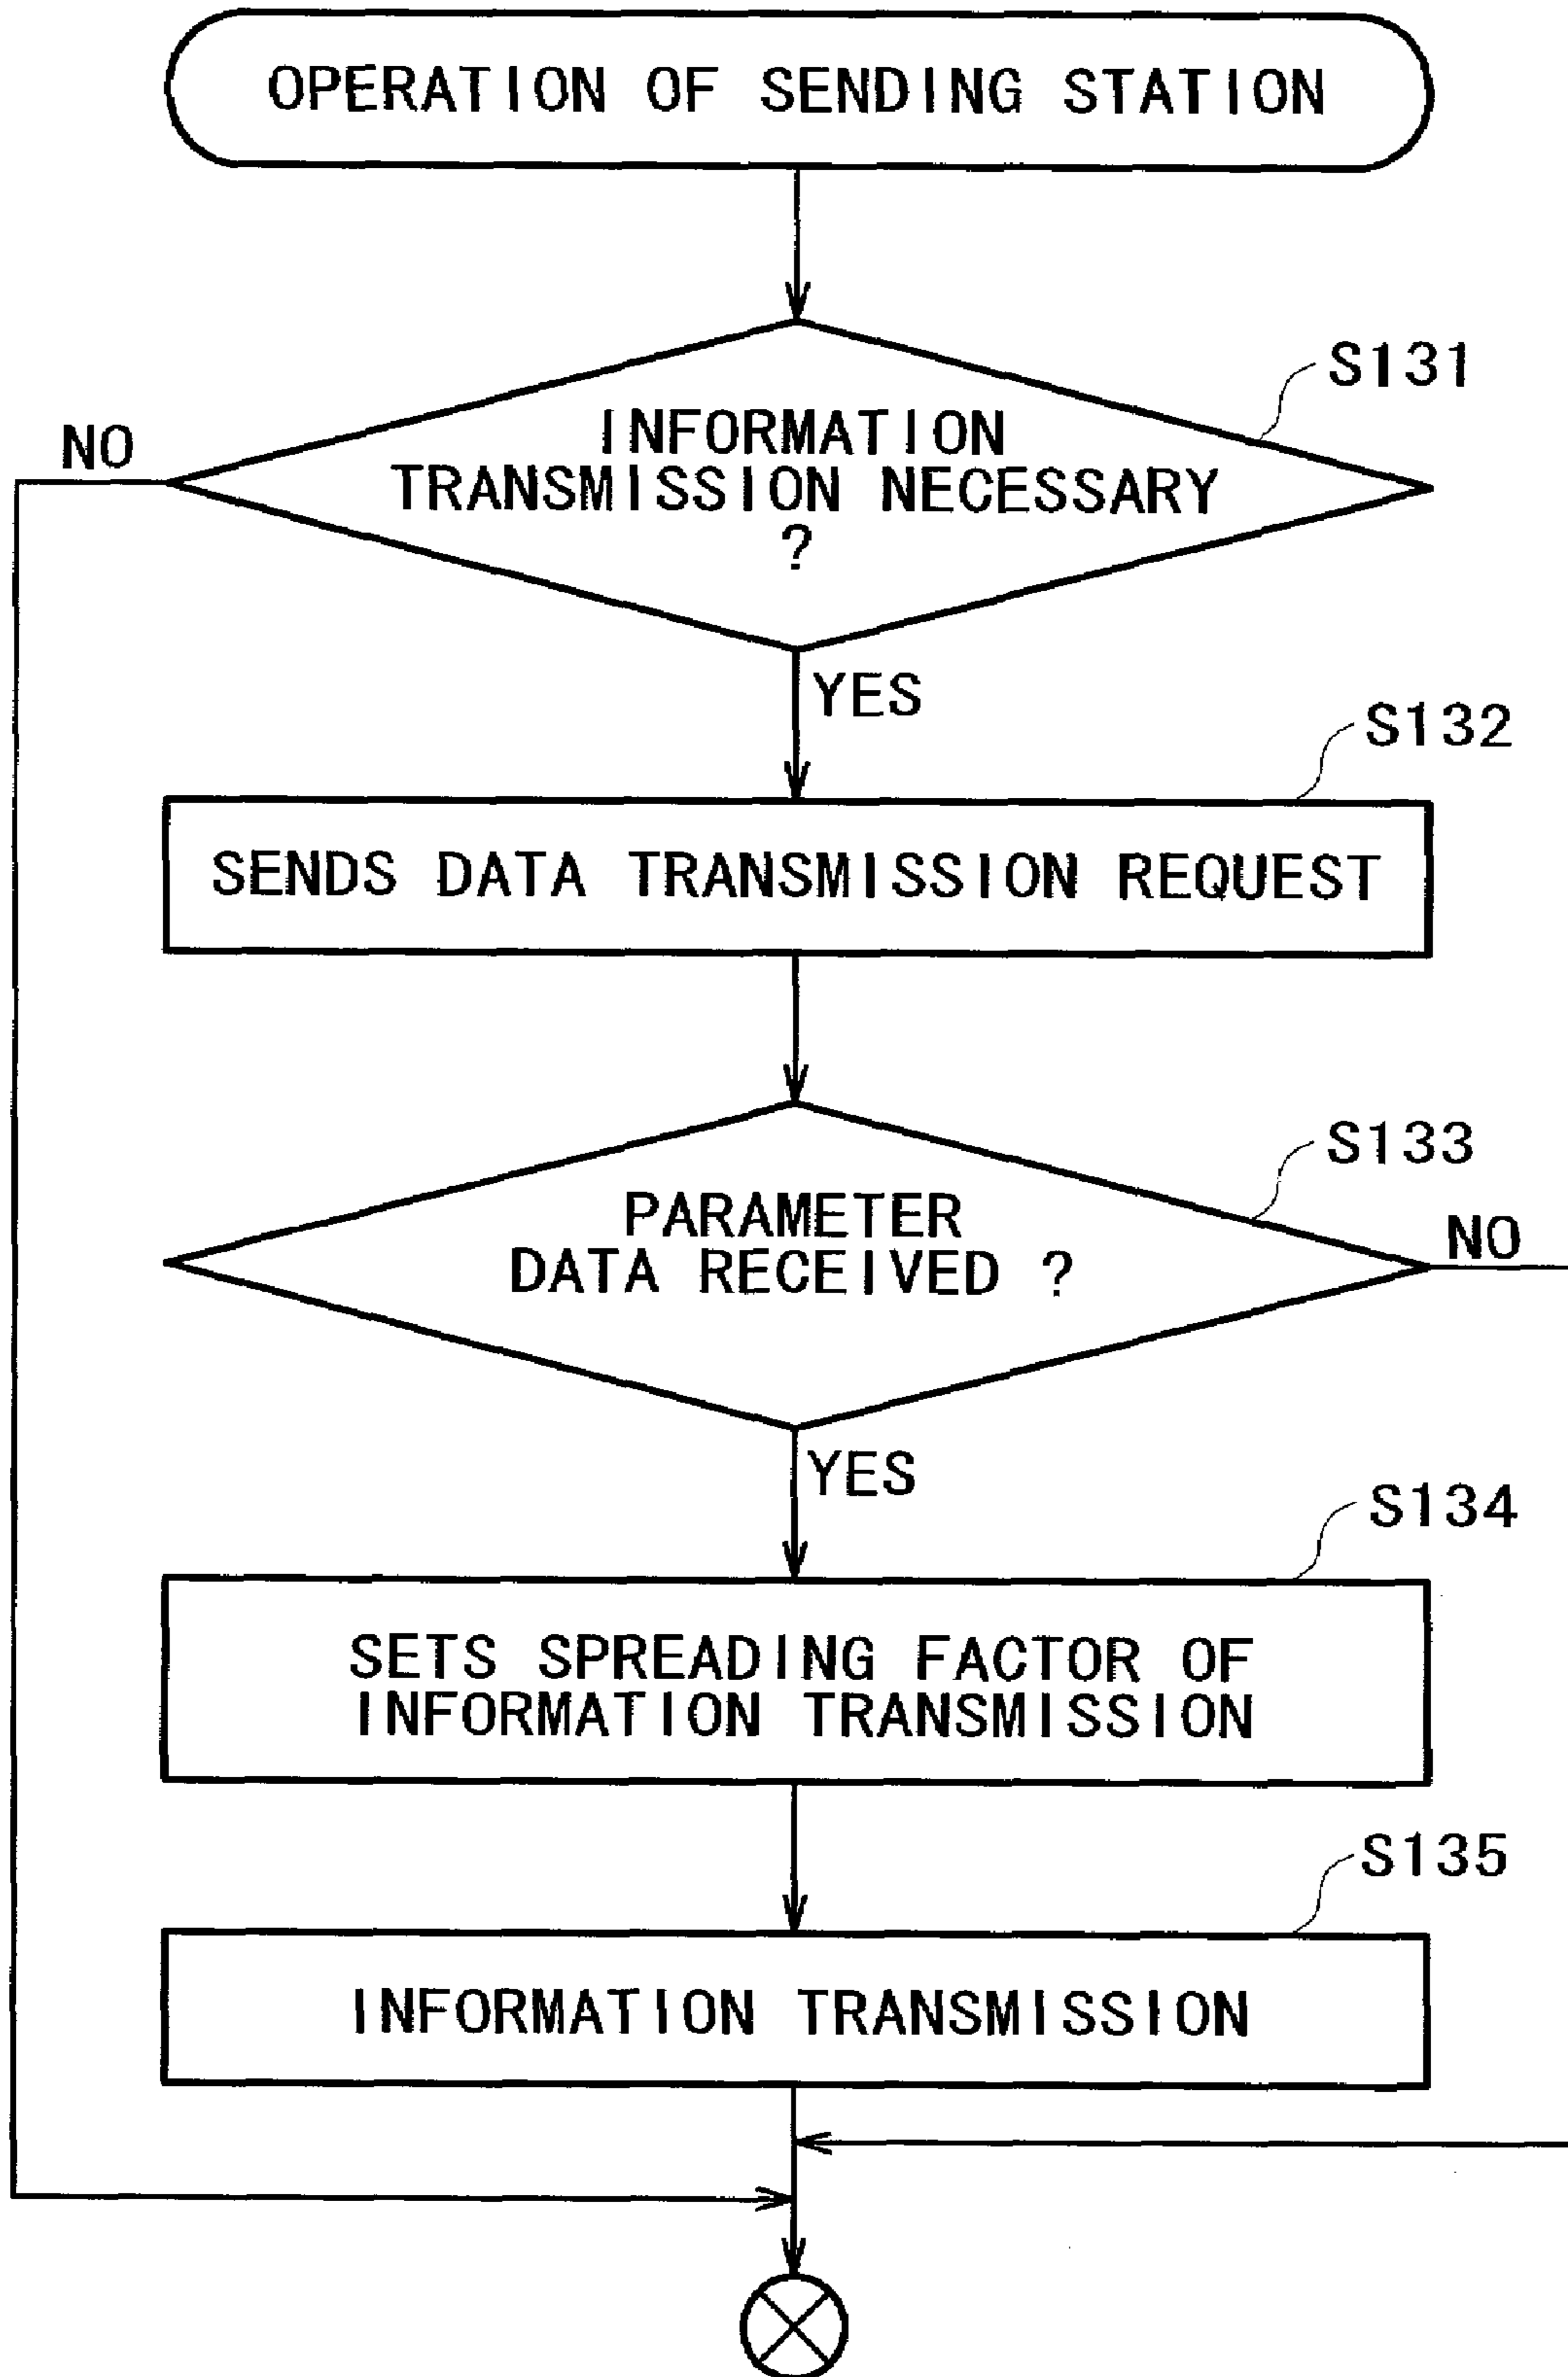 OPERATION OF SENDING STATION
S131
NO
INFORMATION
TRANSMISSION NECESSARY
?
YES
S132
SENDS DATA TRANSMISSION REQUEST
S133
PARAMETER
DATA RECEIVED ?
NO
YES
S134
SETS SPREADING FACTOR OF
INFORMATION TRANSMISSION
S135
INFORMATION TRANSMISSION